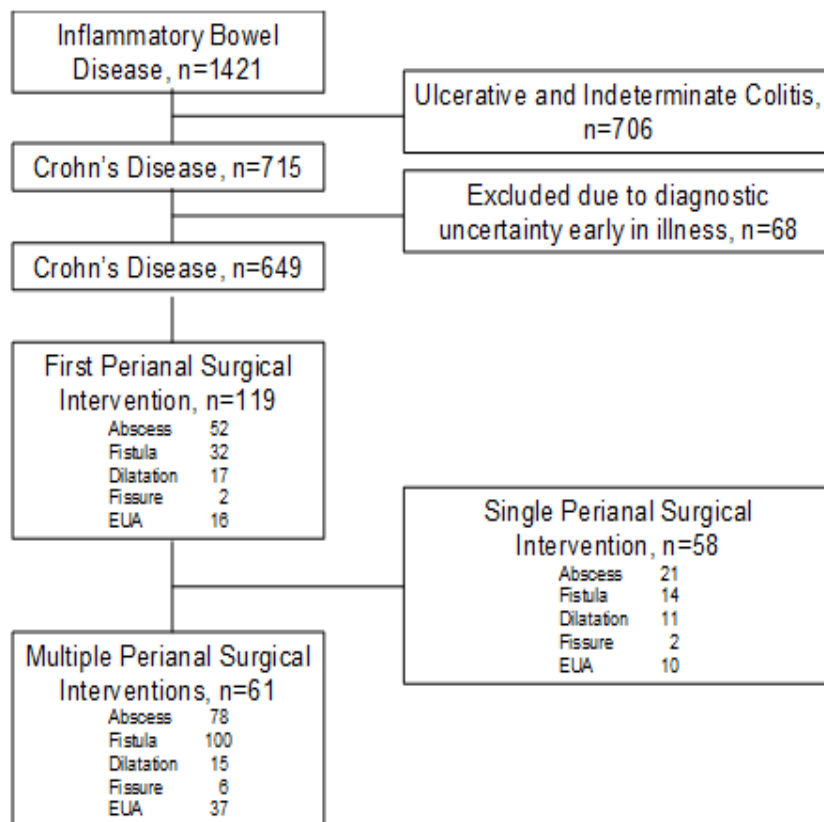 Inflammatory Bowel
Disease, n=1421
Ulcerative and Indeterminate Colitis,
n=706
Crohn's Disease, n=715
Excluded due to diagnostic
uncertainty early in illness, n=68
Crohn's Disease, n=649
First Perianal Surgical
Intervention, n=119
Abscess 52
Fistula 32
Dilatation 17
Fissure 2
EUA 16
Single Perianal Surgical
Intervention, n=58
Abscess 21
Fistula 14
Dilatation 11
Fissure 2
EUA 10
Multiple Perianal Surgical
Interventions, n=61
Abscess 78
Fistula 100
Dilatation 15
Fissure 6
EUA 37